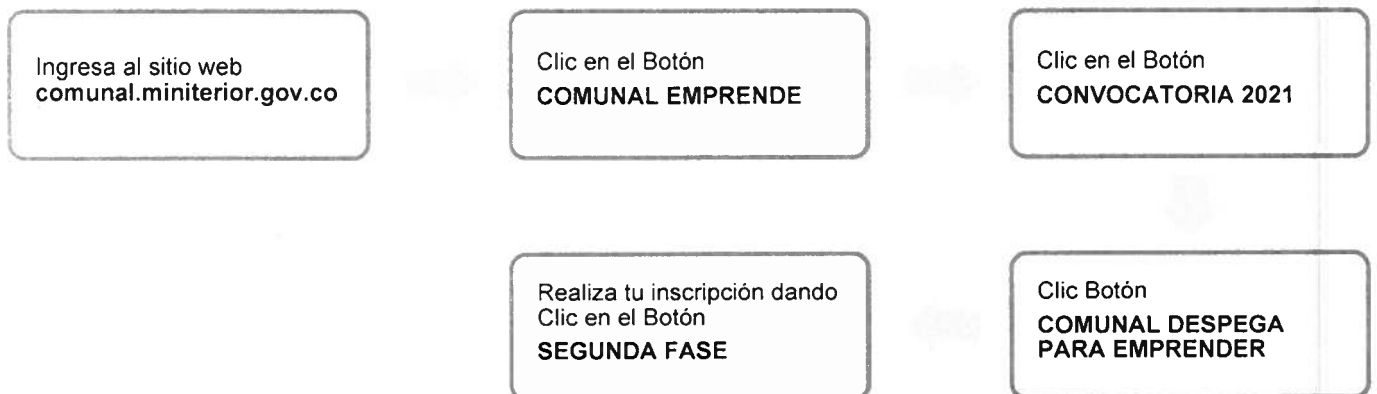 Ingresa al sitio web
comunal.miniterior.gov.co
Clic en el Botón
COMUNAL EMPRENDE
Clic en el Botón
CONVOCATORIA 2021
Clic Botón
COMUNAL DESPEGA
PARA EMPRENDER
Realiza tu inscripción dando
Clic en el Botón
SEGUNDA FASE